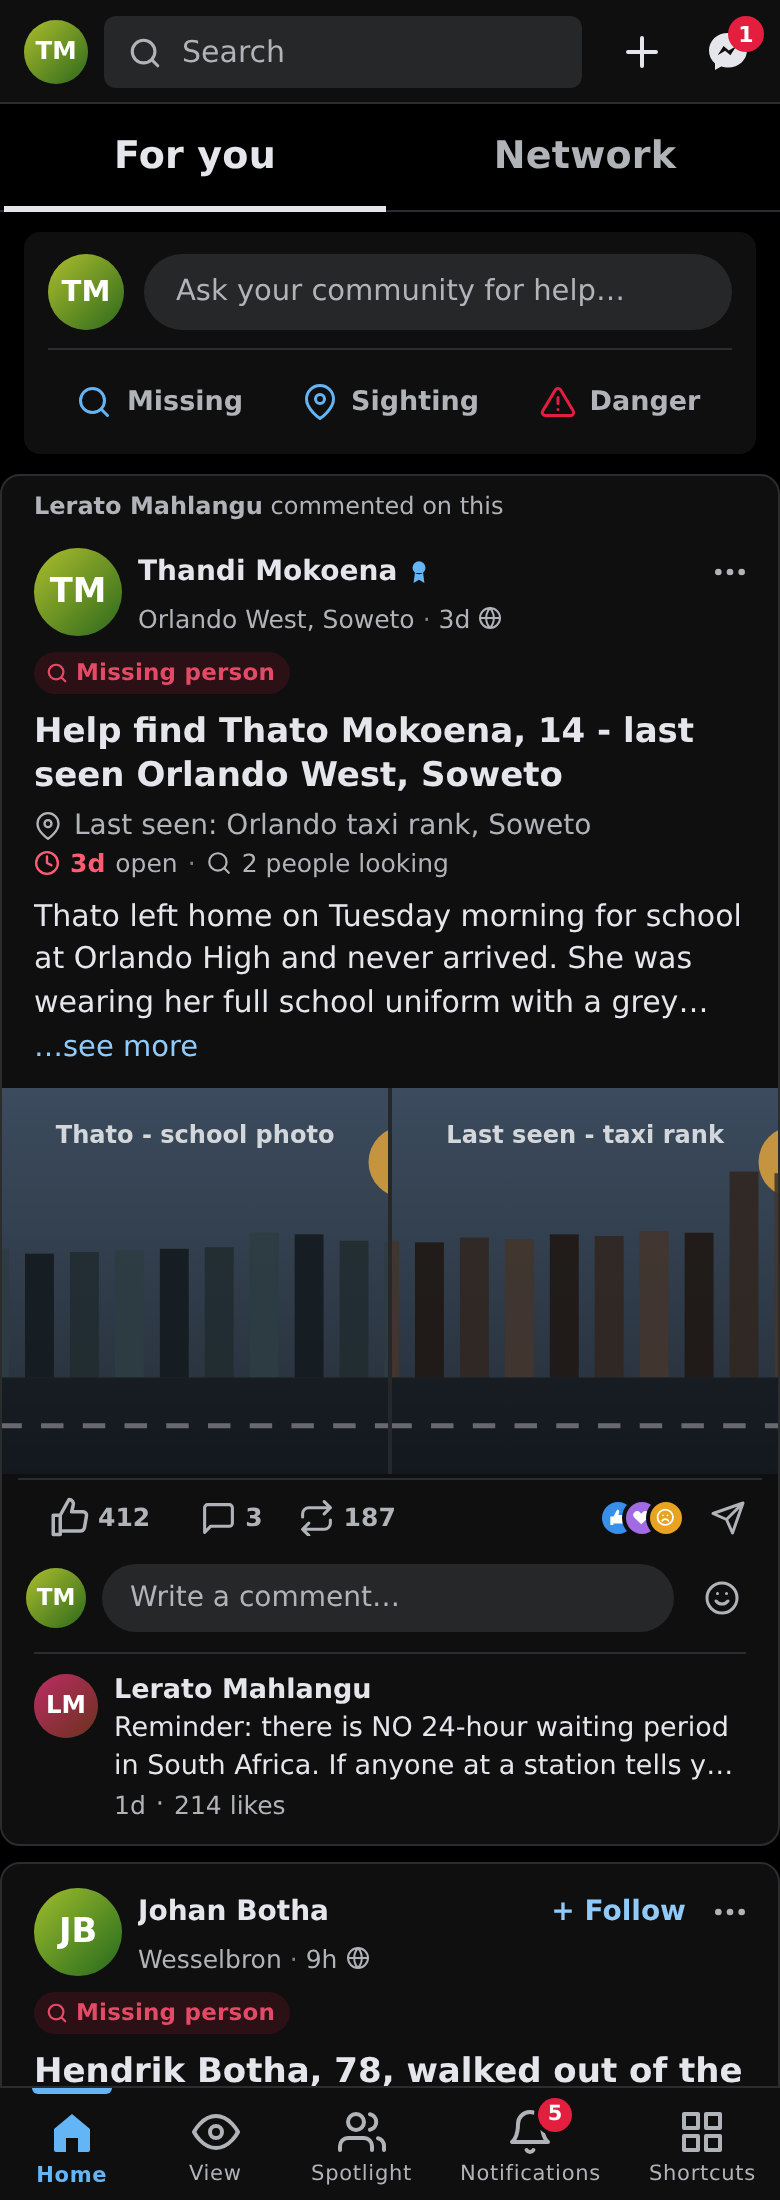 TM
Search
1
For you
Network
TM
Ask your community for help...
Missing
Sighting
Danger
Lerato Mahlangu commented on this
TM
Thandi Mokoena
Orlando West, Soweto · 3d
Missing person
Help find Thato Mokoena, 14 - last
seen Orlando West, Soweto
Last seen: Orlando taxi rank, Soweto
3d open · 2 people looking
Thato left home on Tuesday morning for school
at Orlando High and never arrived. She was
wearing her full school uniform with a grey...
...see more
Thato - school photo
Last seen - taxi rank
412
3
187
TM
Write a comment...
LM
Lerato Mahlangu
Reminder: there is NO 24-hour waiting period
in South Africa. If anyone at a station tells y...
1d · 214 likes
JB
Johan Botha
+ Follow
Wesselbron · 9h
Missing person
Hendrik Botha, 78, walked out of the
5
Home
View
Spotlight
Notifications
Shortcuts